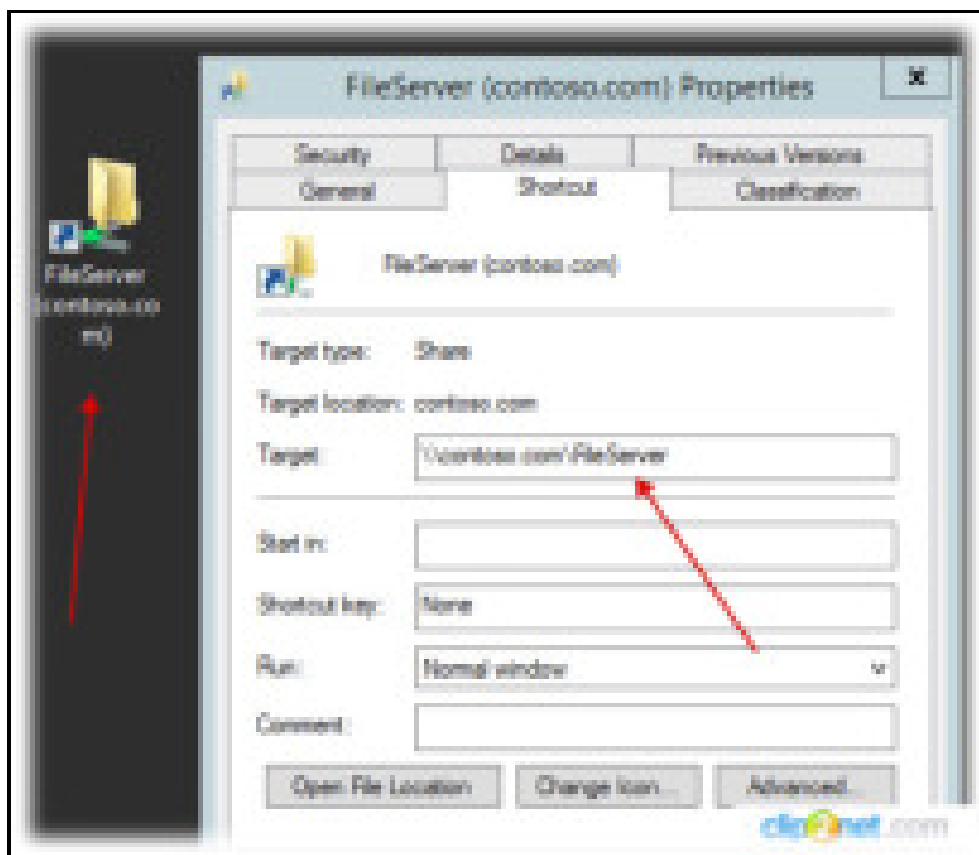 FileServer (contoso.com) Properties
x
Security Details Previous Versions
General Shortcut Classification
FileServer
(contoso.co
m)
FileServer (contoso.com)
Target type: Share
Target location: contoso.com
Target: \\contoso.com\FileServer
Start in:
Shortcut key: None
Run: Normal window
Comment:
Open File Location Change Icon... Advanced...
clip2net.com